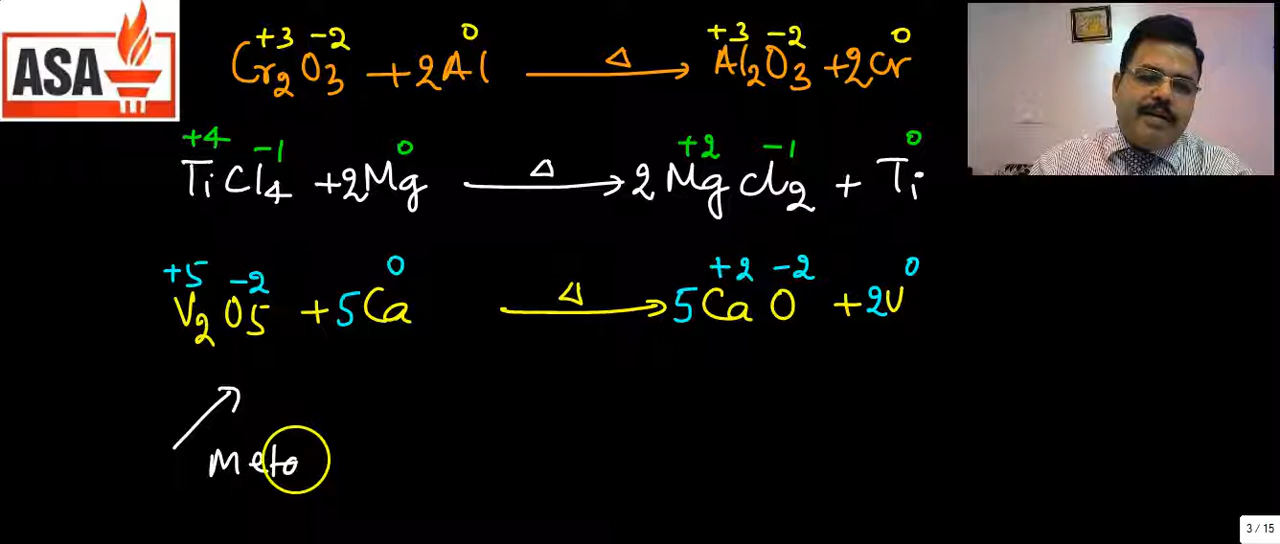 ASA
+3 -2 0 +3 -2 0
Cr2O3 + 2Al Δ→ Al2O3 + 2Cr
+4 -1 0 +2 -1 0
TiCl4 + 2Mg Δ→ 2MgCl2 + Ti
+5 -2 0 +2 -2 0
V2O5 + 5Ca Δ→ 5CaO + 2V
Meta
3 / 15